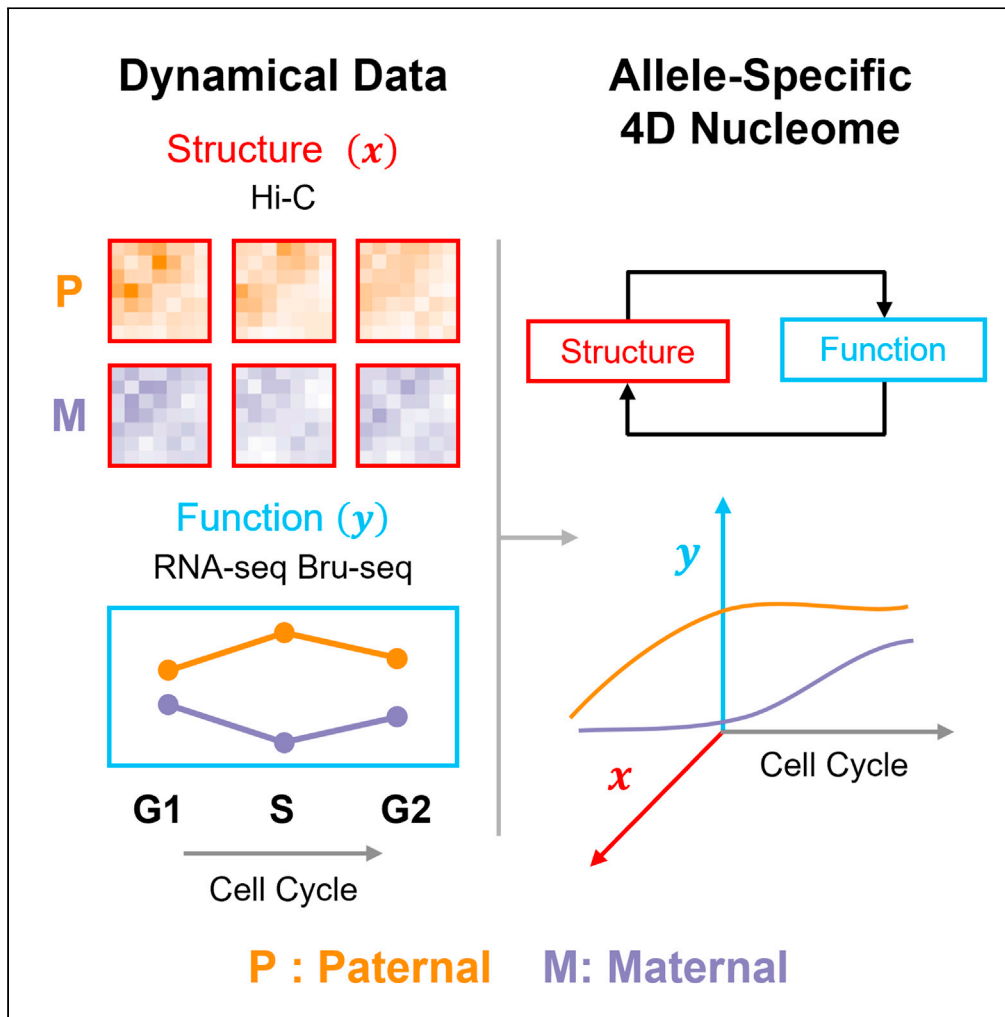 Dynamical Data
Structure (x)
Hi-C
P
M
Function (y)
RNA-seq Bru-seq
G1 S G2
Cell Cycle
Allele-Specific
4D Nucleome
Structure
Function
y
x
Cell Cycle
P : Paternal M: Maternal